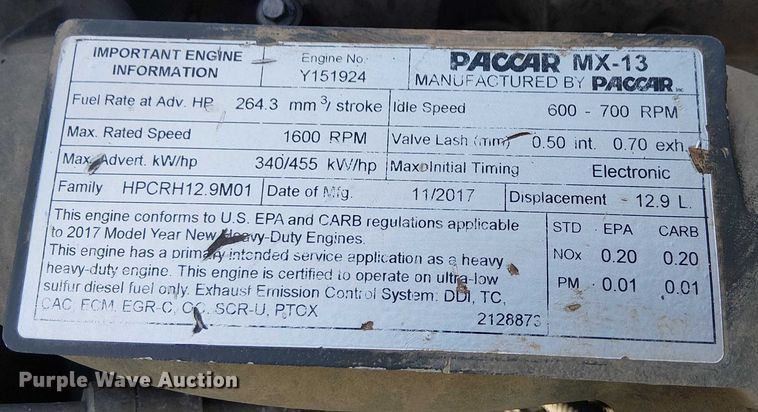 IMPORTANT ENGINE INFORMATION
Engine No. Y151924
PACCAR MX-13
MANUFACTURED BY PACCAR INC
Fuel Rate at Adv. HP 264.3 mm³/stroke
Idle Speed 600 - 700 RPM
Max. Rated Speed 1600 RPM
Valve Lash (mm) 0.50 int. 0.70 exh.
Max. Advert. kW/hp 340/455 kW/hp
Max Initial Timing Electronic
Family HPCRH12.9M01
Date of Mfg. 11/2017
Displacement 12.9 L.
This engine conforms to U.S. EPA and CARB regulations applicable
to 2017 Model Year New Heavy-Duty Engines.
This engine has a primary intended service application as a heavy
heavy-duty engine. This engine is certified to operate on ultra-low
sulfur diesel fuel only. Exhaust Emission Control System: DDI, TC,
CAC, ECM, EGR-C, OC, SCR-U, PTOX
2128873
STD EPA CARB
NOx 0.20 0.20
PM 0.01 0.01
Purple Wave Auction